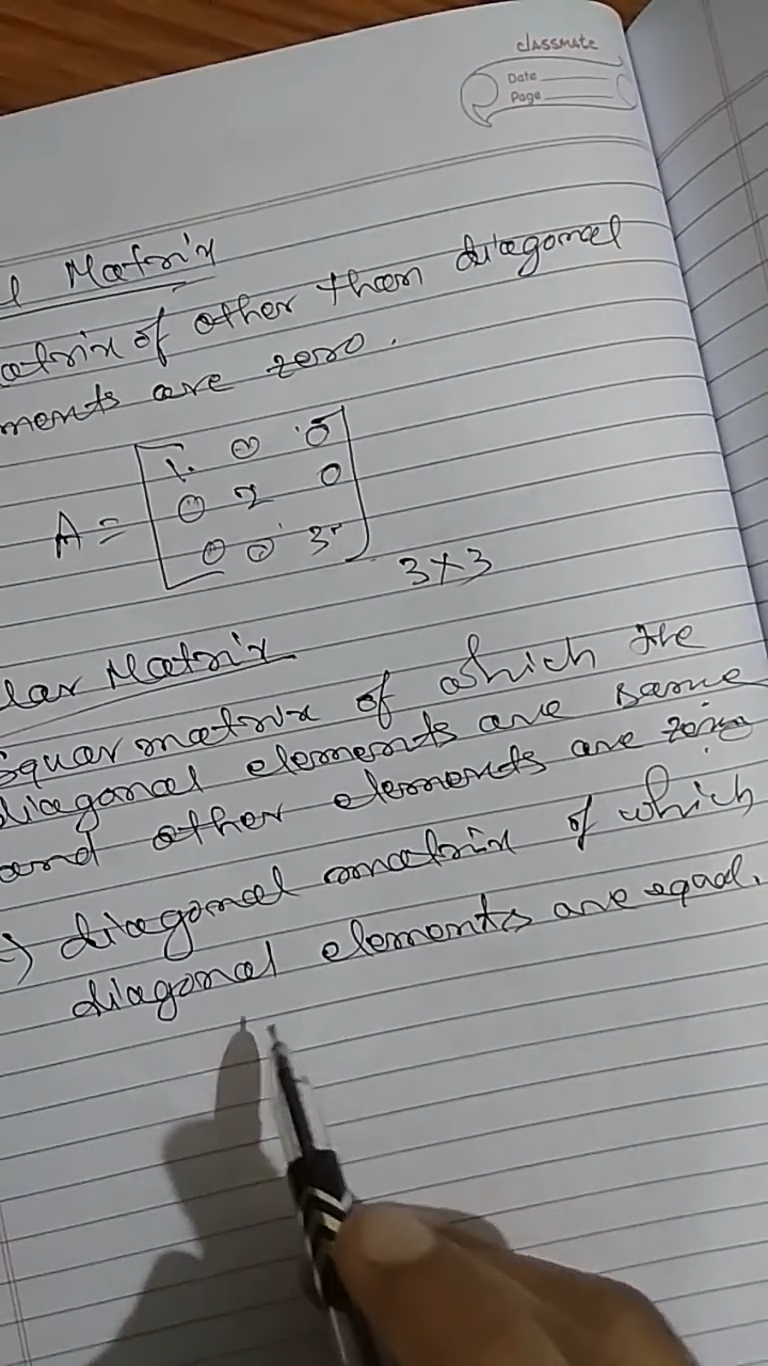 classmate
Date
Page
l Matrix
atrix of other than diagonal
ments are zero.
A = [1. 0 0
0 2 0
0 0 3]
3×3
lar Matrix
Squar matrix of which the
diagonal elements are same
and other elements are
diagonal matrix of which
diagonal elements are equal.